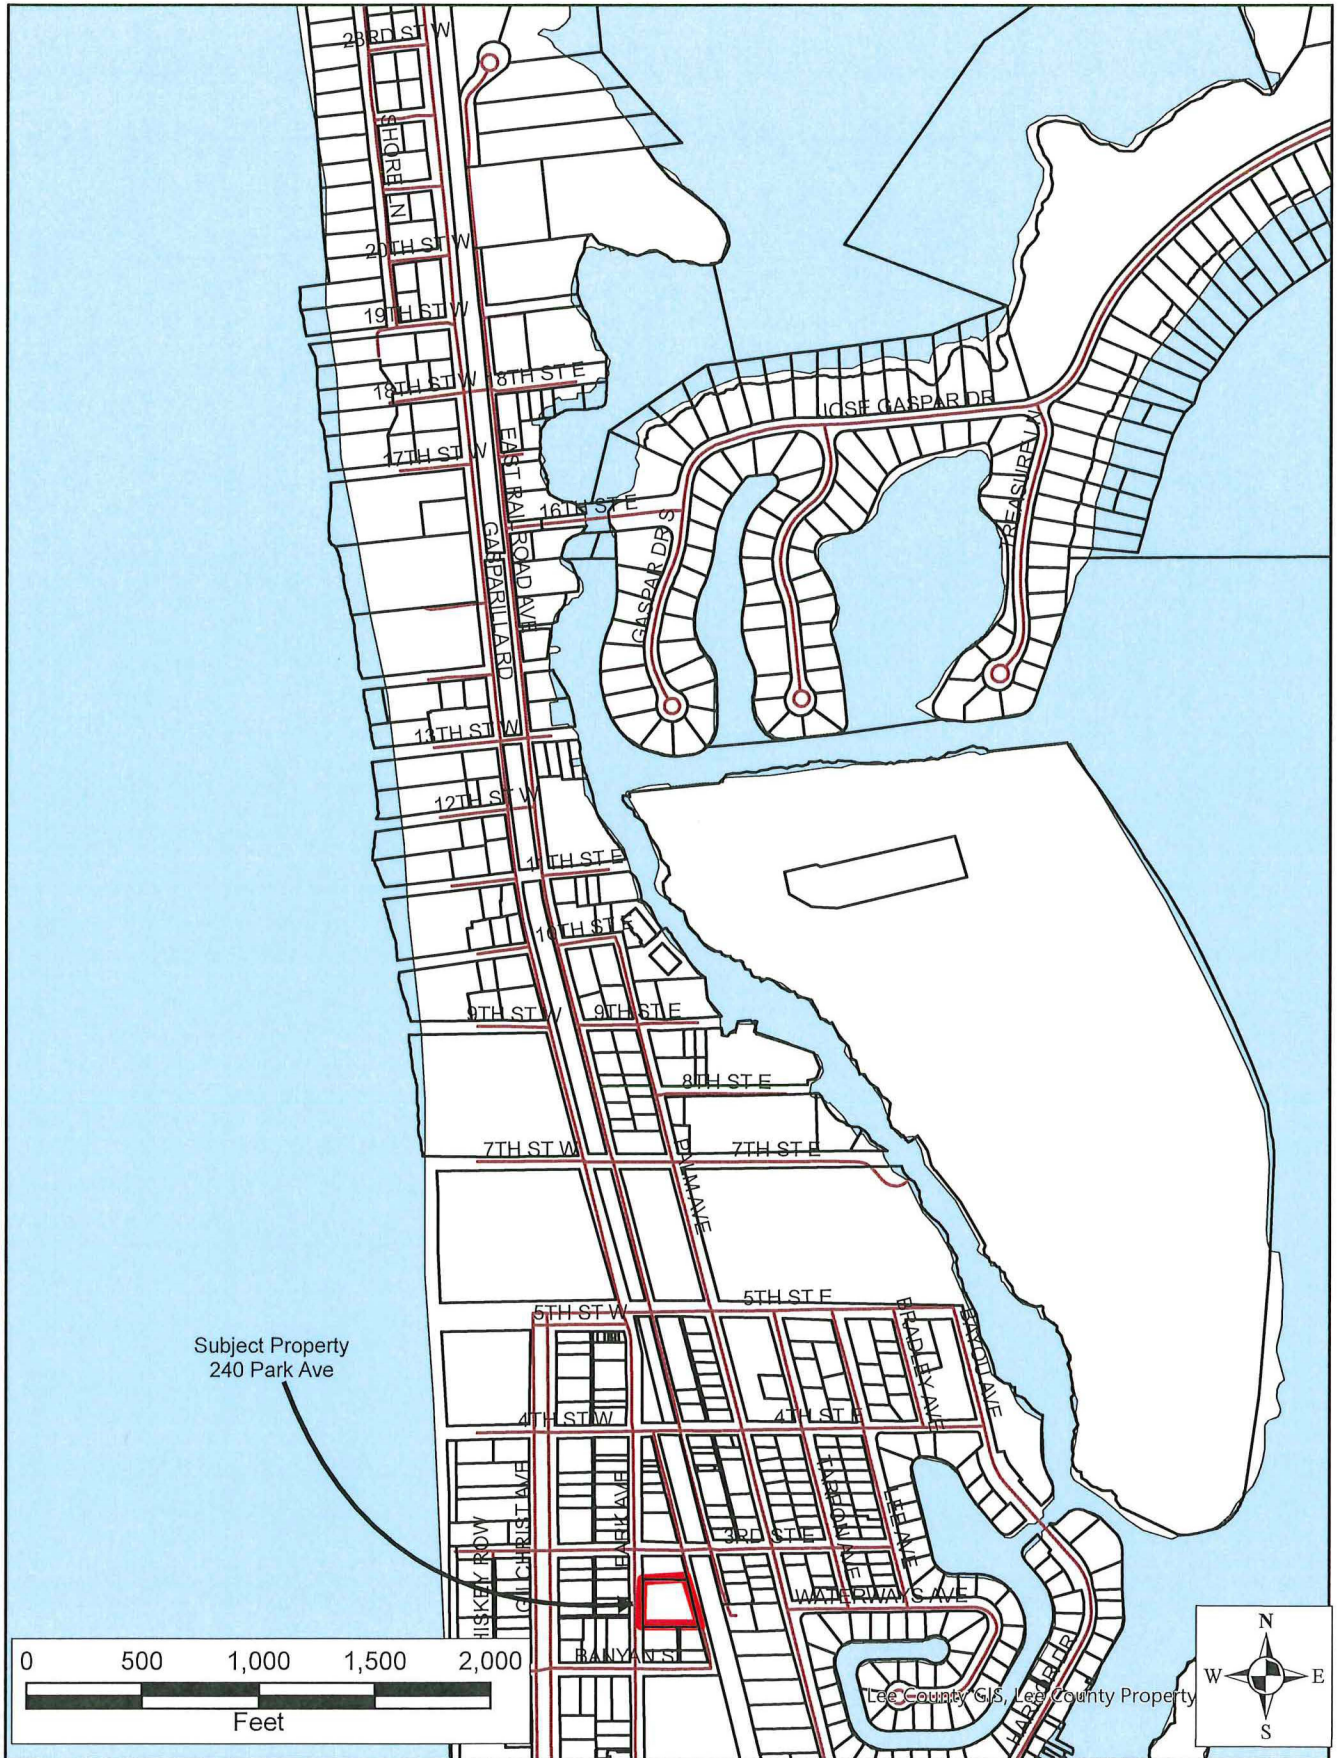 23RD ST W
SHORE LN
20TH ST W
19TH ST W
18TH ST W
18TH ST E
17TH ST W
EAST RAILROAD AVE
JOSE GASPAR DR
TREASURE LN
16TH ST E
GASPAR DR S
GASPARILLA RD
13TH ST W
12TH ST W
11TH ST E
10TH ST E
9TH ST W
9TH ST E
8TH ST E
7TH ST W
7TH ST E
PALM AVE
5TH ST W
5TH ST E
BRADLEY AVE
BAYOU AVE
Subject Property
240 Park Ave
4TH ST W
4TH ST E
GILCHRIST AVE
PARK AVE
TARPON AVE
LEE AVE
HISKEY ROW
3RD ST E
WATERWAYS AVE
BANYAN ST
HARBOR DR
Lee County GIS, Lee County Property
0 500 1,000 1,500 2,000
Feet
N
W E
S